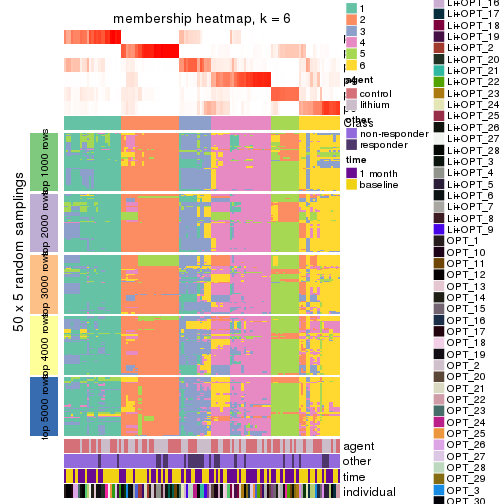 membership heatmap, k = 6
1
2
3
4
5
6
agent
control
lithium
Class
other
non-responder
responder
time
1 month
baseline
50 x 5 random samplings
top 1000 rows
top 2000 rows
top 3000 rows
top 4000 rows
top 5000 rows
agent
other
time
individual
Li+OPT_16
Li+OPT_17
Li+OPT_18
Li+OPT_19
Li+OPT_2
Li+OPT_20
Li+OPT_21
Li+OPT_22
Li+OPT_23
Li+OPT_24
Li+OPT_25
Li+OPT_26
Li+OPT_27
Li+OPT_28
Li+OPT_3
Li+OPT_4
Li+OPT_5
Li+OPT_6
Li+OPT_7
Li+OPT_8
Li+OPT_9
OPT_1
OPT_10
OPT_11
OPT_12
OPT_13
OPT_14
OPT_15
OPT_16
OPT_17
OPT_18
OPT_19
OPT_2
OPT_20
OPT_21
OPT_22
OPT_23
OPT_24
OPT_25
OPT_26
OPT_27
OPT_28
OPT_29
OPT_3
OPT_30